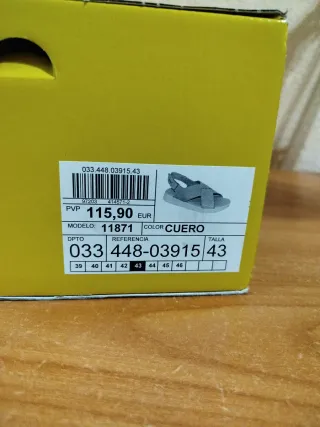 033.448.03915.43
PVP 115,90 EUR
MODELO: 11871 COLOR CUERO
DPTO REFERENCIA TALLA
033 448-03915 43
39 40 41 42 43 44 45 46